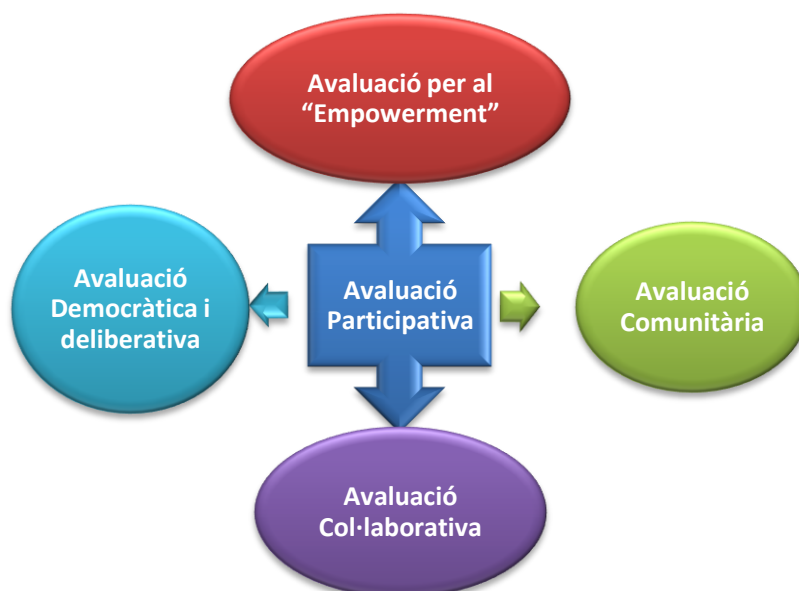 Avaluació per al
“Empowerment”
Avaluació
Democràtica i
deliberativa
Avaluació
Participativa
Avaluació
Comunitària
Avaluació
Col·laborativa